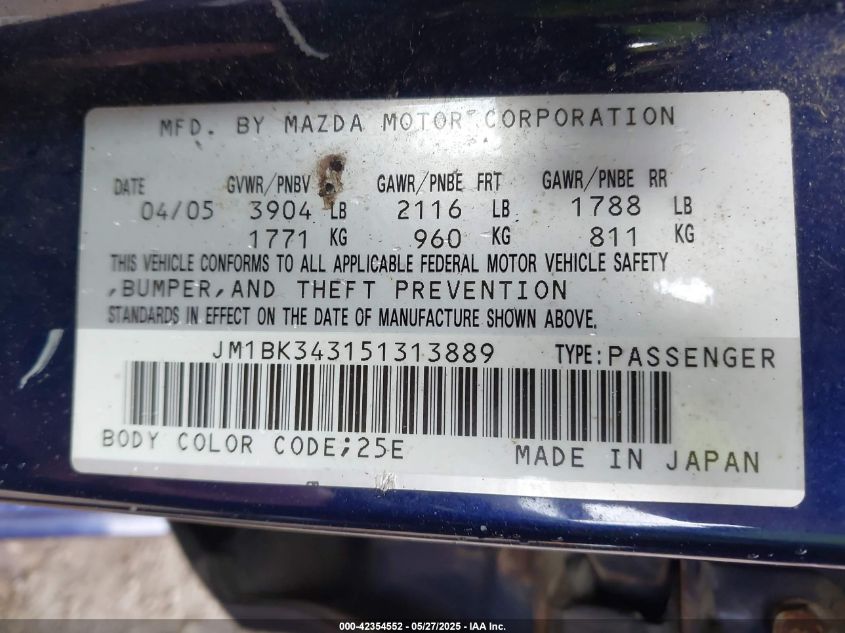 MFD. BY MAZDA MOTOR CORPORATION
DATE GVWR/PNBV GAWR/PNBE FRT GAWR/PNBE RR
04/05 3904 LB 2116 LB 1788 LB
1771 KG 960 KG 811 KG
THIS VEHICLE CONFORMS TO ALL APPLICABLE FEDERAL MOTOR VEHICLE SAFETY
,BUMPER,AND THEFT PREVENTION
STANDARDS IN EFFECT ON THE DATE OF MANUFACTURE SHOWN ABOVE.
JM1BK343151313889 TYPE:PASSENGER
BODY COLOR CODE;25E MADE IN JAPAN
000-42354552 - 05/27/2025 - IAA Inc.